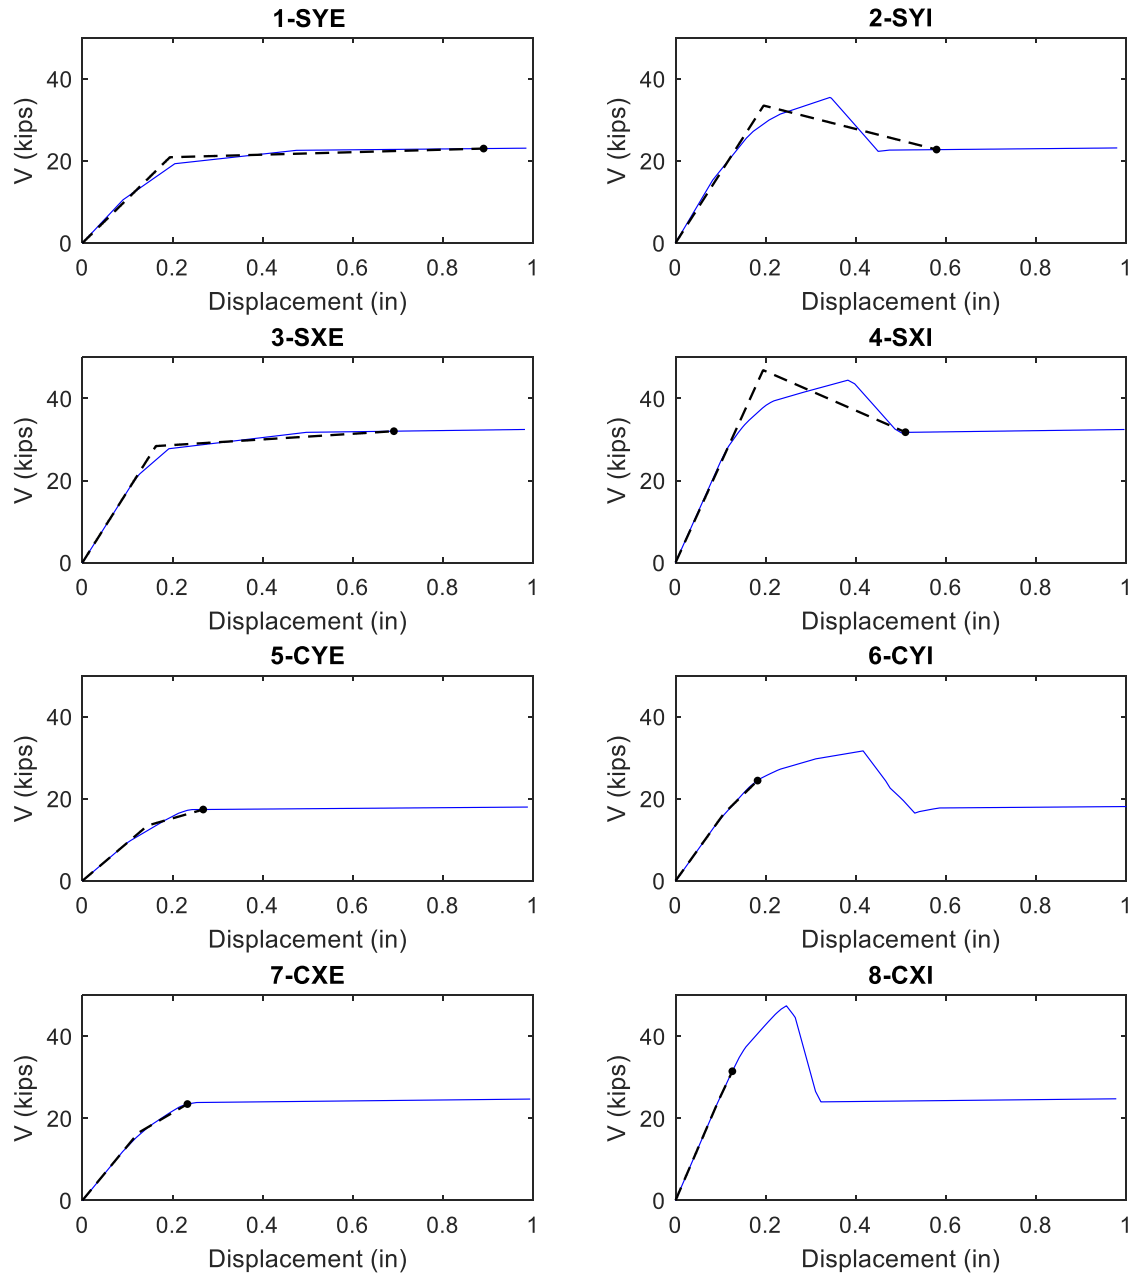 1-SYE
V (kips)
40
20
0
0 0.2 0.4 0.6 0.8 1
Displacement (in)
2-SYI
V (kips)
40
20
0
0 0.2 0.4 0.6 0.8 1
Displacement (in)
3-SXE
V (kips)
40
20
0
0 0.2 0.4 0.6 0.8 1
Displacement (in)
4-SXI
V (kips)
40
20
0
0 0.2 0.4 0.6 0.8 1
Displacement (in)
5-CYE
V (kips)
40
20
0
0 0.2 0.4 0.6 0.8 1
Displacement (in)
6-CYI
V (kips)
40
20
0
0 0.2 0.4 0.6 0.8 1
Displacement (in)
7-CXE
V (kips)
40
20
0
0 0.2 0.4 0.6 0.8 1
Displacement (in)
8-CXI
V (kips)
40
20
0
0 0.2 0.4 0.6 0.8 1
Displacement (in)